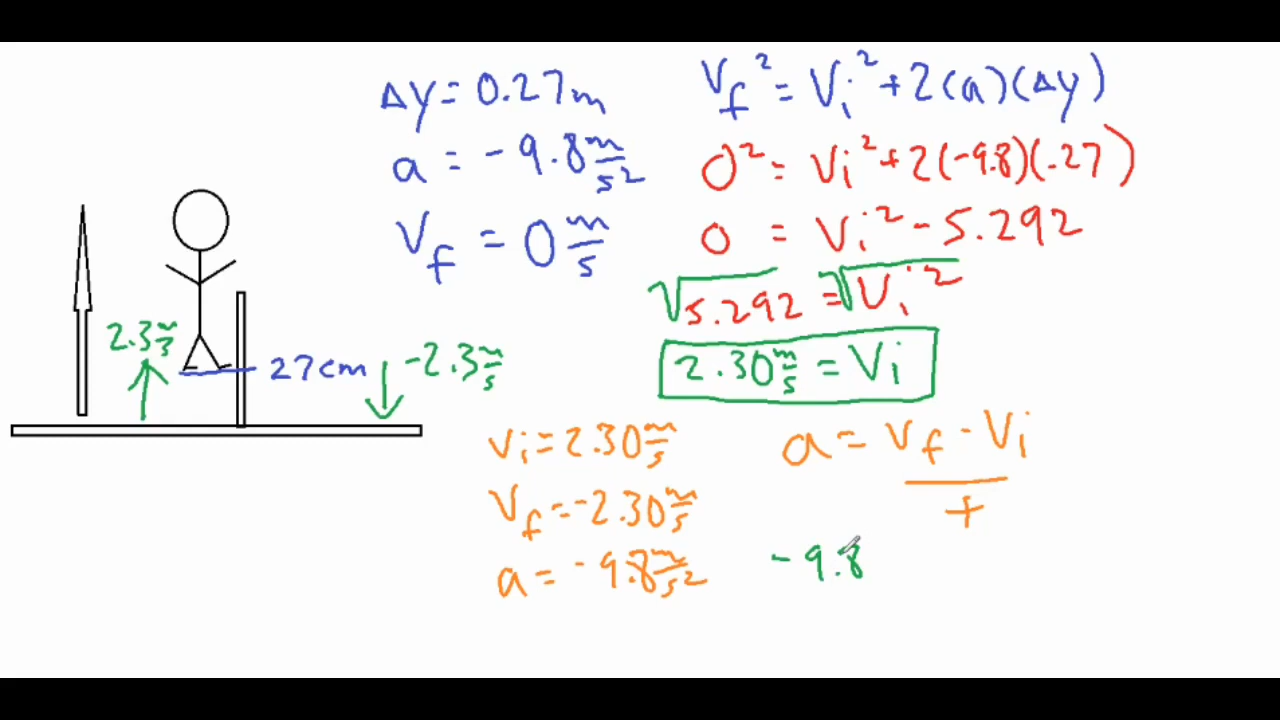 Δy = 0.27m
a = -9.8 m/s²
Vf = 0 m/s
Vf² = Vi² + 2(a)(Δy)
0² = Vi² + 2(-9.8)(.27)
0 = Vi² - 5.292
√5.292 = √Vi²
2.30 m/s = Vi
2.3 m/s
27cm
-2.3 m/s
Vi = 2.30 m/s
Vf = -2.30 m/s
a = -9.8 m/s²
a = Vf - Vi
t
-9.8